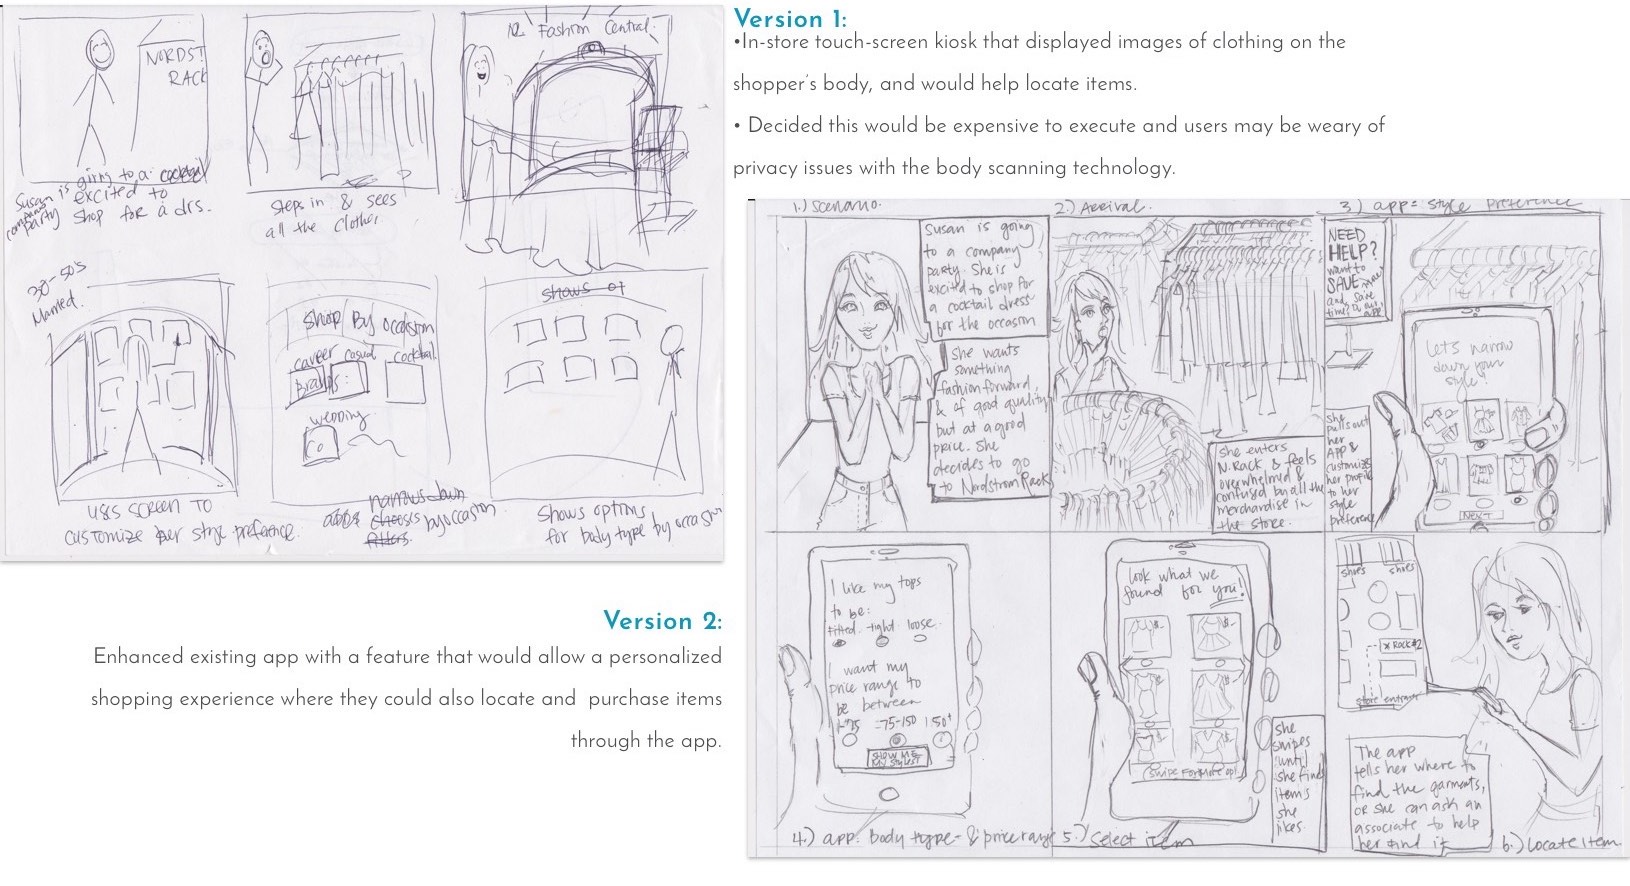 Version 1:
•In-store touch-screen kiosk that displayed images of clothing on the
shopper's body, and would help locate items.
• Decided this would be expensive to execute and users may be weary of
privacy issues with the body scanning technology.
NORDST
RACK
Susan is going to a cocktail
company
party
excited to
shop for a drs.
steps in & sees
all the clothes
Fashion Central.
30-50's
Married.
uses screen to
customize her style preference.
Shop By occasion
career casual cocktail
Brands:
wedding
narrows down
by occasion
filters.
shows of
Shows options
for body type by occasion
Version 2:
Enhanced existing app with a feature that would allow a personalized
shopping experience where they could also locate and purchase items
through the app.
1.) Scenario.
Susan is going
to a company
party. She is
excited to shop for
a cocktail dress
for the occasion
She wants
something
fashion forward,
& of good quality
but at a good
price. She
decides to go
to Nordstrom Rack
2.) Arrival.
she enters
N.Rack & feels
overwhelmed &
confused by all the
merchandise in
the store.
3.) app= style preference
NEED
HELP?
want to
SAVE
and save
time?
app!
Let's narrow
down your
style!
NEXT
She
pulls out
her
APP &
customize
her profile
to her
style
preference
I like my tops
to be:
fitted tight loose
I want my
price range to
be between
75-150 150+
SHOW ME
MY STYLIST
4.) app. body type- & price range
look what we
found for you!
(swipe for more op)
she
swipes
until
she finds
items
she
likes.
5.) Select item
shoes shoes
x Rack #2
store entrance
The app
tells her where to
find the garments,
or she can ask an
associate to help
her find it
6.) Locate Item